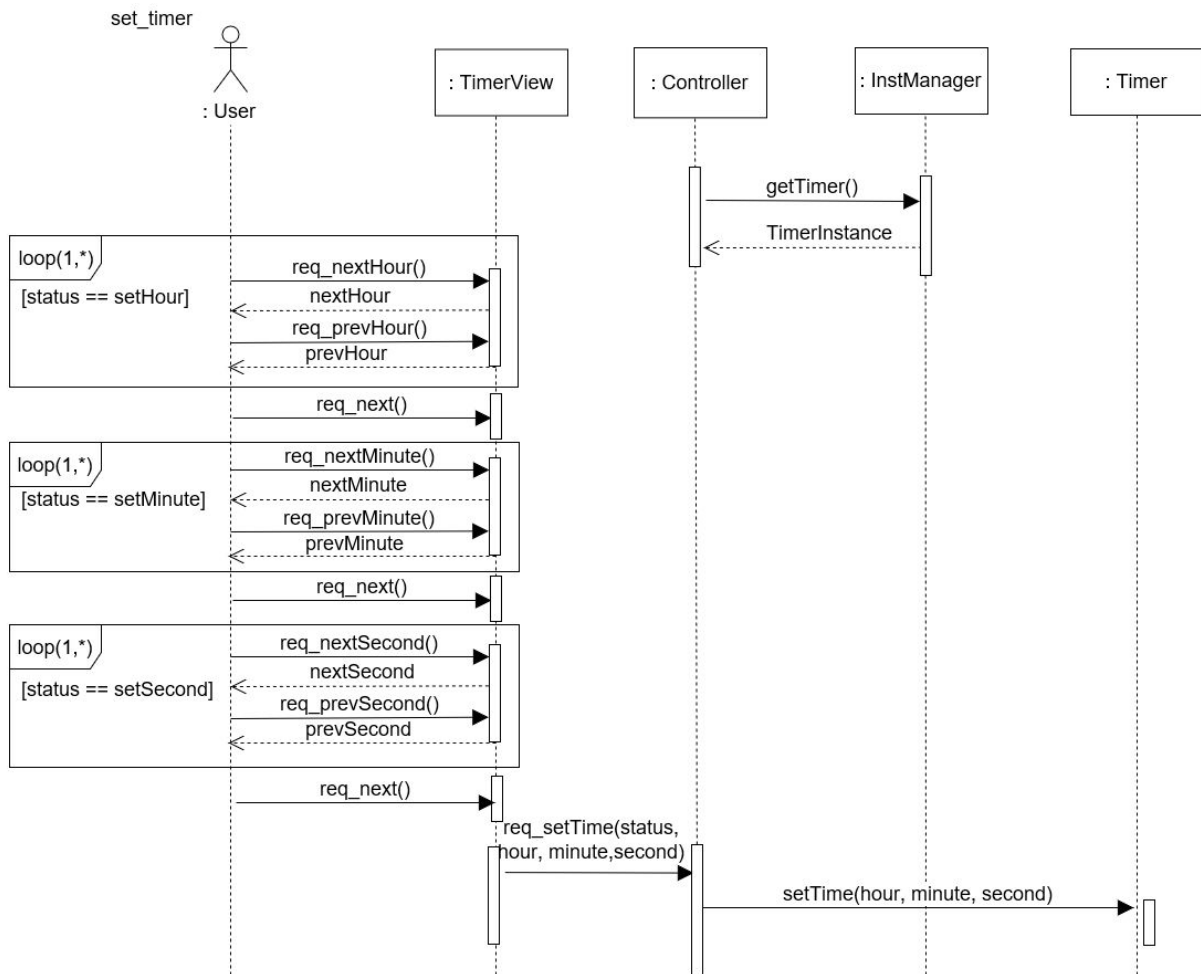 set_timer
: User
: TimerView
: Controller
: InstManager
: Timer
getTimer()
TimerInstance
loop(1,*)
[status == setHour]
req_nextHour()
nextHour
req_prevHour()
prevHour
req_next()
loop(1,*)
[status == setMinute]
req_nextMinute()
nextMinute
req_prevMinute()
prevMinute
req_next()
loop(1,*)
[status == setSecond]
req_nextSecond()
nextSecond
req_prevSecond()
prevSecond
req_next()
req_setTime(status,
hour, minute,second)
setTime(hour, minute, second)